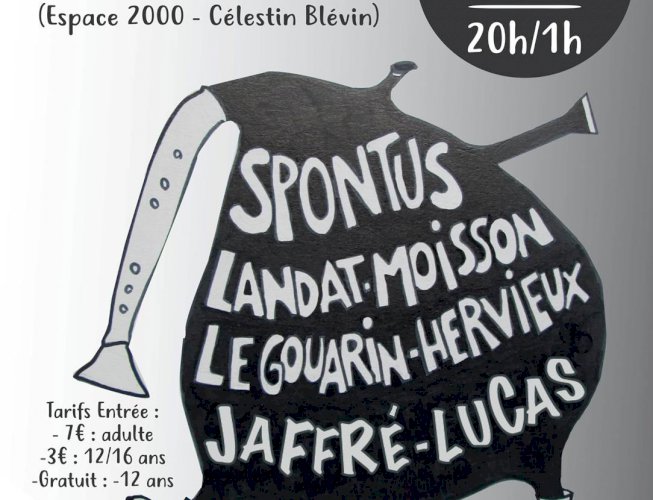 (Espace 2000 - Célestin Blévin)
20h/1h
SPONTUS
LANDAT-MOISSON
LE GOUARIN-HERVIEUX
JAFFRÉ-LUCAS
Tarifs Entrée :
- 7€ : adulte
-3€ : 12/16 ans
-Gratuit : -12 ans